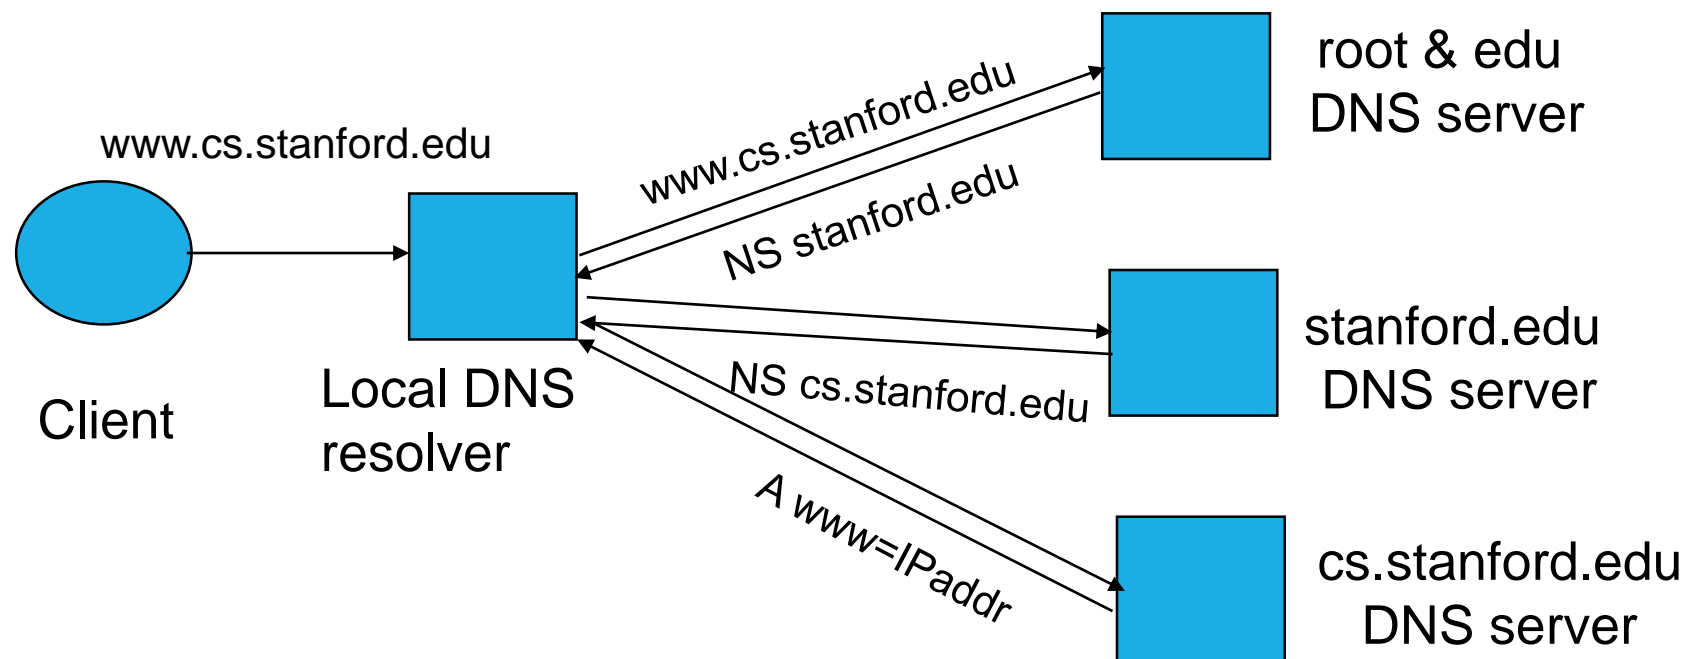 root & edu
DNS server
www.cs.stanford.edu
www.cs.stanford.edu
NS stanford.edu
stanford.edu
DNS server
NS cs.stanford.edu
Client
Local DNS
resolver
A www=IPaddr
cs.stanford.edu
DNS server